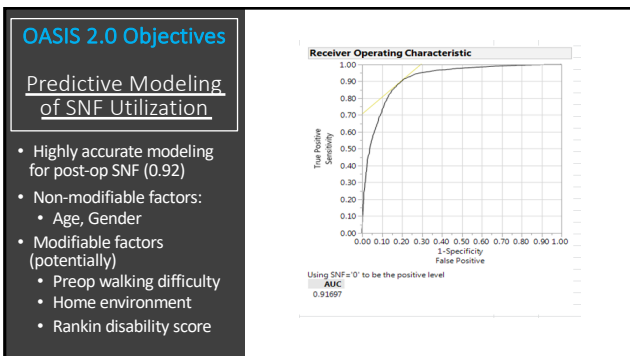 OASIS 2.0 Objectives
Predictive Modeling
of SNF Utilization
• Highly accurate modeling
for post-op SNF (0.92)
• Non-modifiable factors:
• Age, Gender
• Modifiable factors
(potentially)
• Preop walking difficulty
• Home environment
• Rankin disability score
Receiver Operating Characteristic
1.00
0.90
0.80
0.70
0.60
0.50
0.40
0.30
0.20
0.10
0.00
True Positive
Sensitivity
0.00 0.10 0.20 0.30 0.40 0.50 0.60 0.70 0.80 0.90 1.00
1-Specificity
False Positive
Using SNF='0' to be the positive level
AUC
0.91697